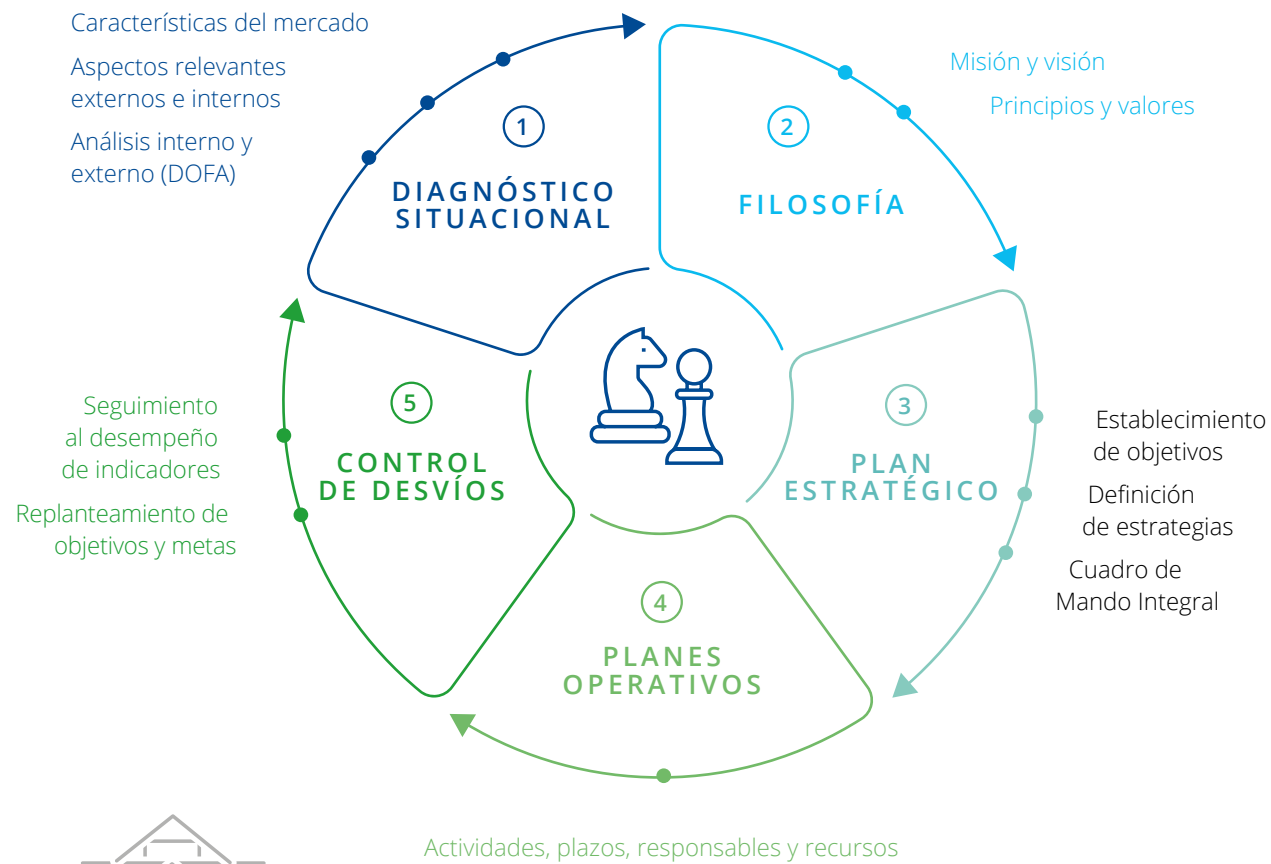 Características del mercado
Aspectos relevantes
externos e internos
Análisis interno y
externo (DOFA)
1
DIAGNÓSTICO
SITUACIONAL
2
FILOSOFÍA
Misión y visión
Principios y valores
3
PLAN
ESTRATÉGICO
Establecimiento
de objetivos
Definición
de estrategias
Cuadro de
Mando Integral
4
PLANES
OPERATIVOS
Actividades, plazos, responsables y recursos
5
CONTROL
DE DESVÍOS
Seguimiento
al desempeño
de indicadores
Replanteamiento de
objetivos y metas